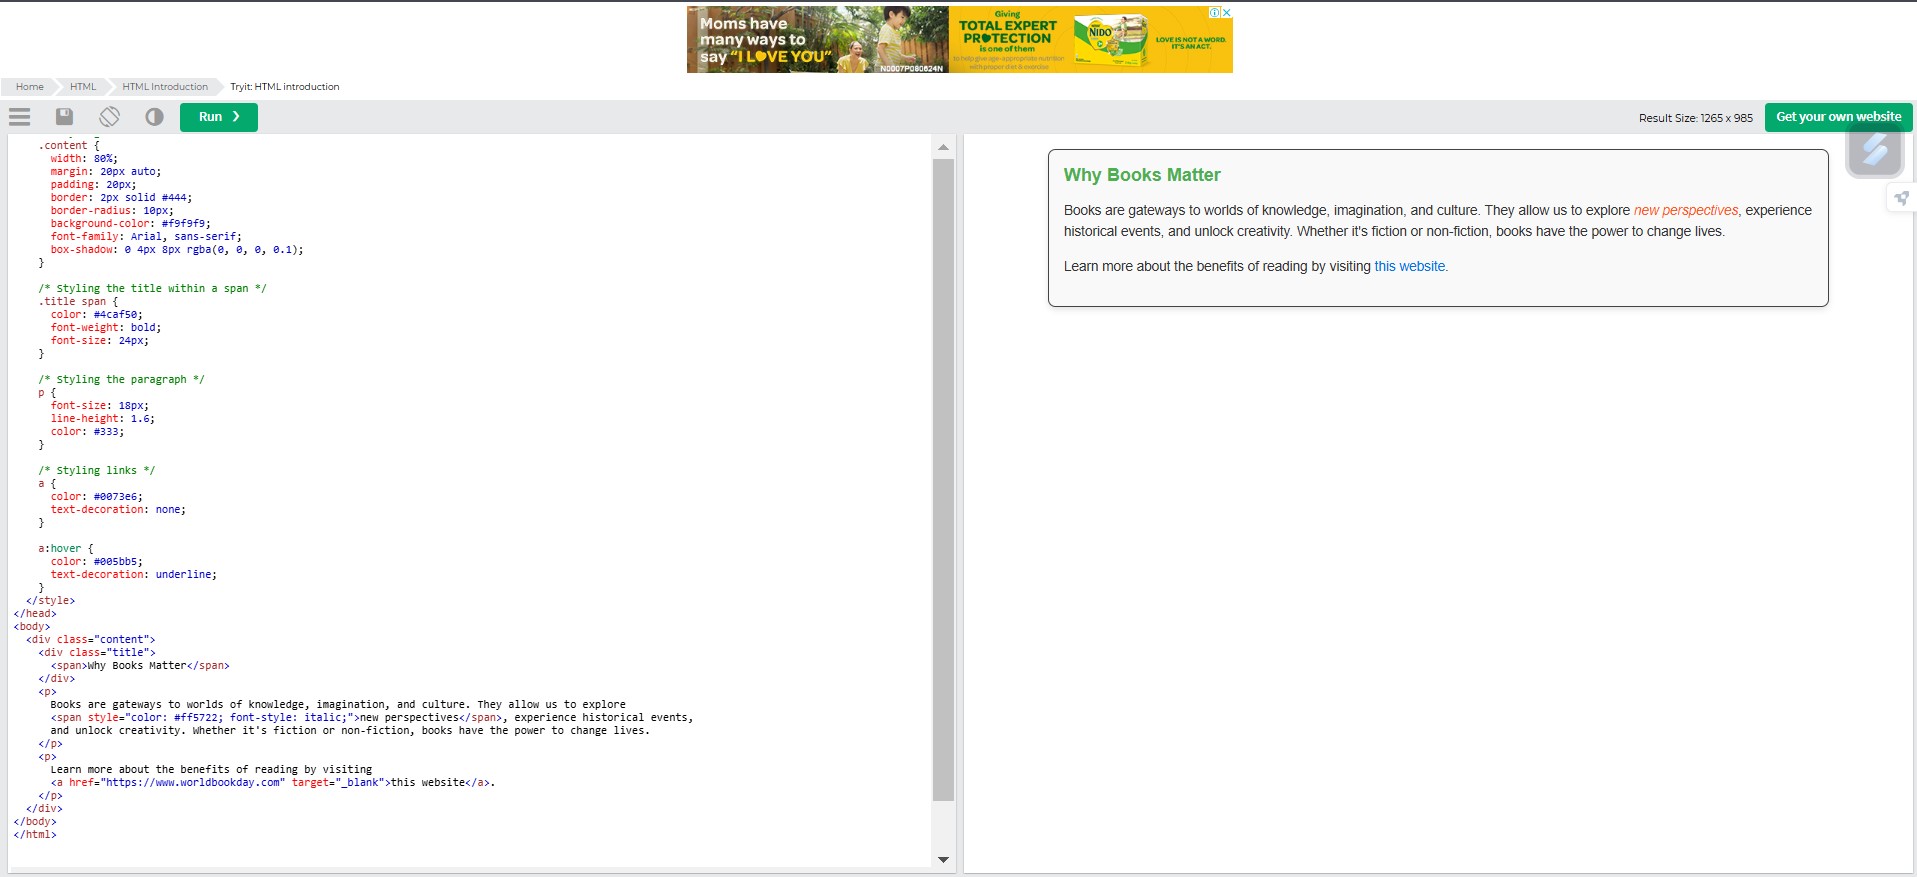 Moms have
many ways to
say “I LOVE YOU”
N0007P080624N
Giving
TOTAL EXPERT
PROTECTION
is one of them
to help give age-appropriate nutrition
with proper diet & exercise
NIDO
LOVE IS NOT A WORD.
IT'S AN ACT.
Home
HTML
HTML Introduction
Tryit: HTML introduction
Run ❯
Result Size: 1265 x 985
Get your own website
.content {
width: 80%;
margin: 20px auto;
padding: 20px;
border: 2px solid #444;
border-radius: 10px;
background-color: #f9f9f9;
font-family: Arial, sans-serif;
box-shadow: 0 4px 8px rgba(0, 0, 0, 0.1);
}
/* Styling the title within a span */
.title span {
color: #4caf50;
font-weight: bold;
font-size: 24px;
}
/* Styling the paragraph */
p {
font-size: 18px;
line-height: 1.6;
color: #333;
}
/* Styling links */
a {
color: #0073e6;
text-decoration: none;
}
a:hover {
color: #005bb5;
text-decoration: underline;
}
</style>
</head>
<body>
<div class="content">
<div class="title">
<span>Why Books Matter</span>
</div>
<p>
Books are gateways to worlds of knowledge, imagination, and culture. They allow us to explore
<span style="color: #ff5722; font-style: italic;">new perspectives</span>, experience historical events,
and unlock creativity. Whether it's fiction or non-fiction, books have the power to change lives.
</p>
<p>
Learn more about the benefits of reading by visiting
<a href="https://www.worldbookday.com" target="_blank">this website</a>.
</p>
</div>
</body>
</html>
Why Books Matter
Books are gateways to worlds of knowledge, imagination, and culture. They allow us to explore new perspectives, experience
historical events, and unlock creativity. Whether it's fiction or non-fiction, books have the power to change lives.
Learn more about the benefits of reading by visiting this website.